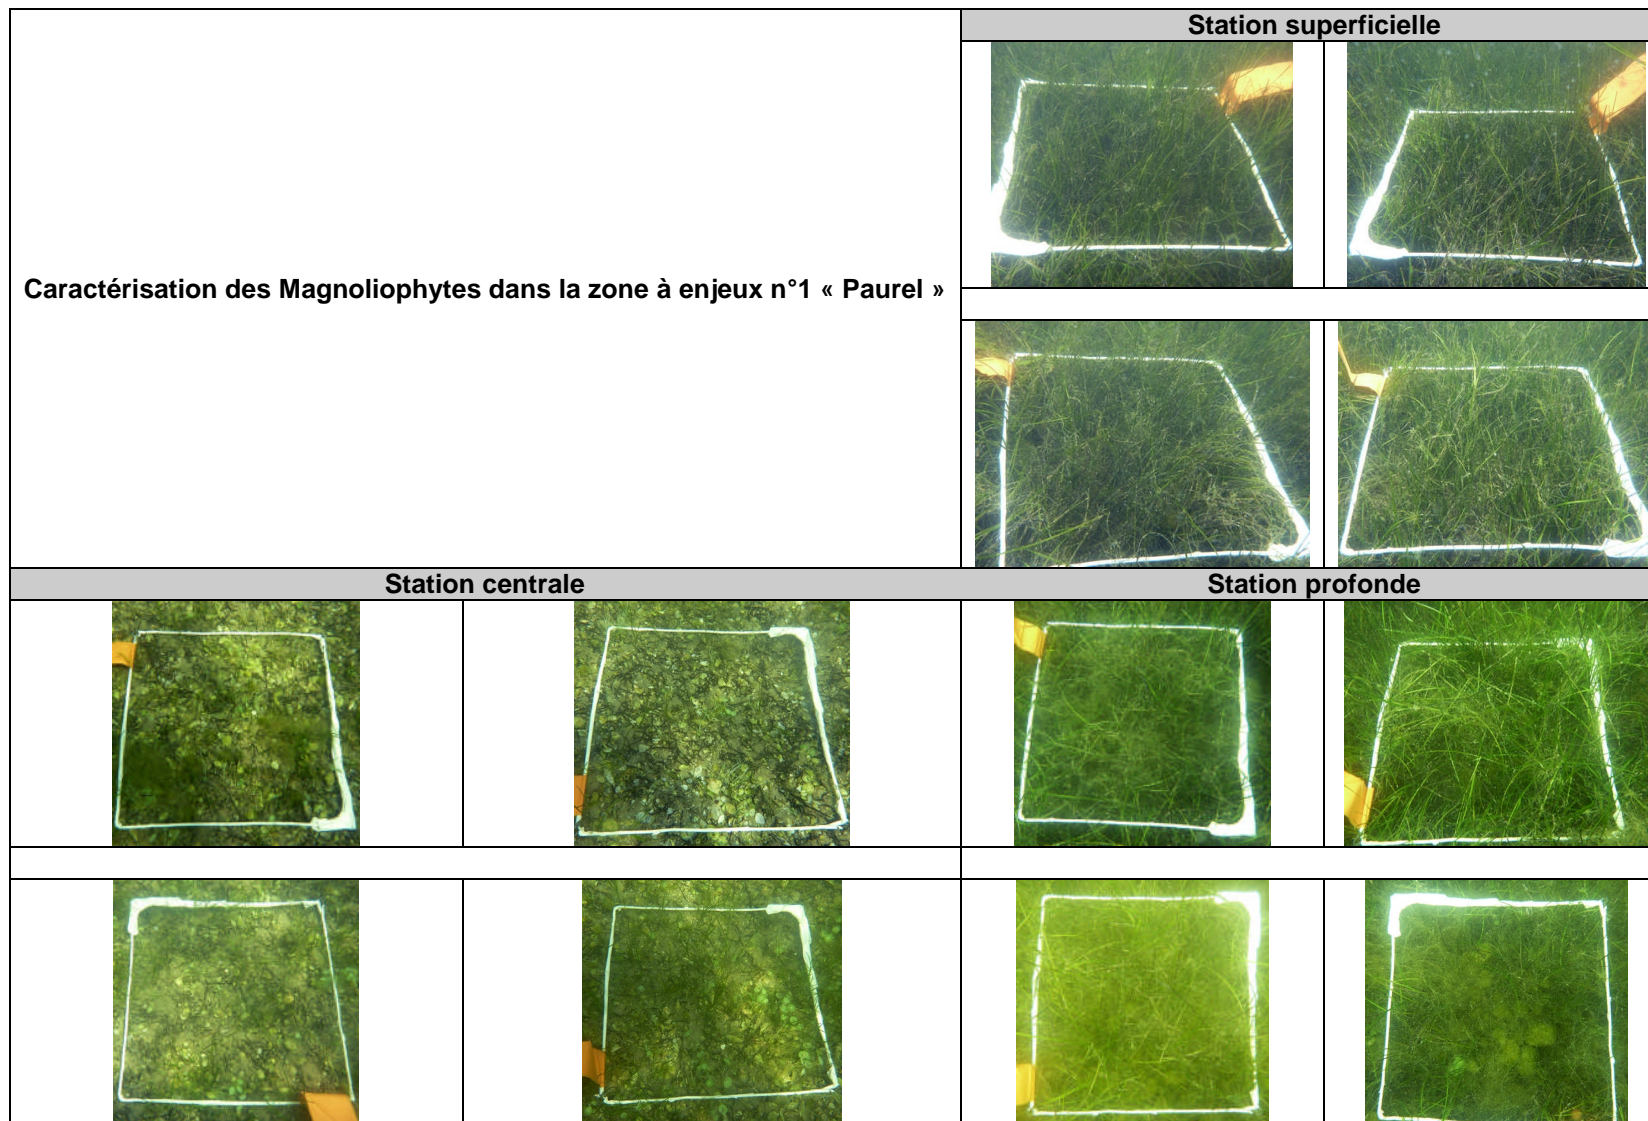 Station superficielle
Caractérisation des Magnoliophytes dans la zone à enjeux n°1 « Paurel »
Station centrale
Station profonde